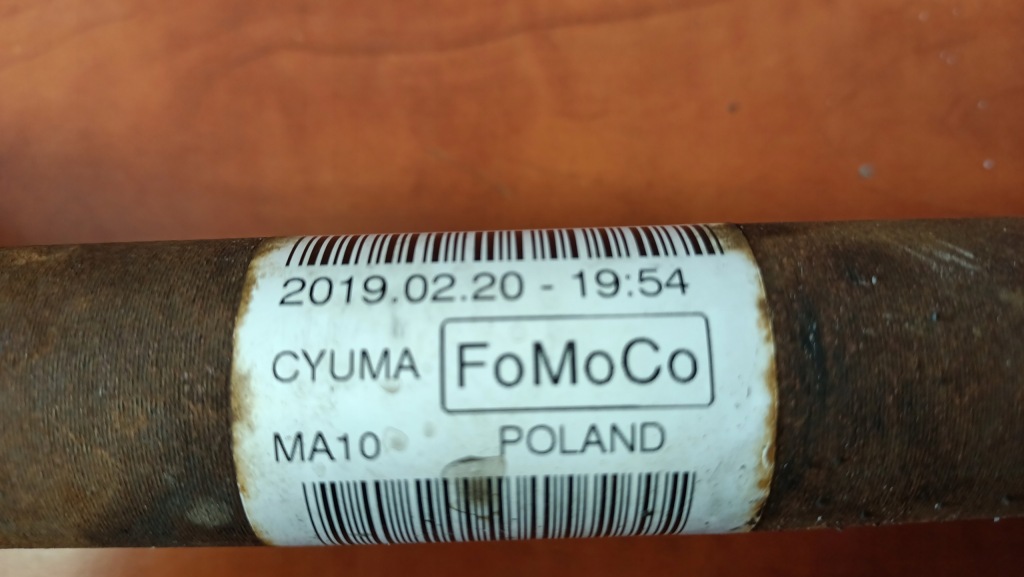 2019.02.20 - 19:54
CYUMA FoMoCo
MA10 POLAND